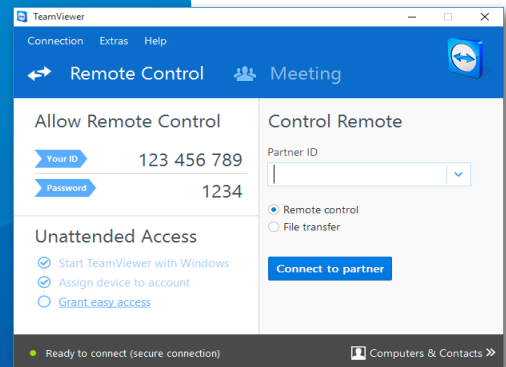 TeamViewer
Connection Extras Help
Remote Control Meeting
Allow Remote Control
Your ID 123 456 789
Password 1234
Unattended Access
Start TeamViewer with Windows
Assign device to account
Grant easy access
Control Remote
Partner ID
Remote control
File transfer
Connect to partner
Ready to connect (secure connection)
Computers & Contacts